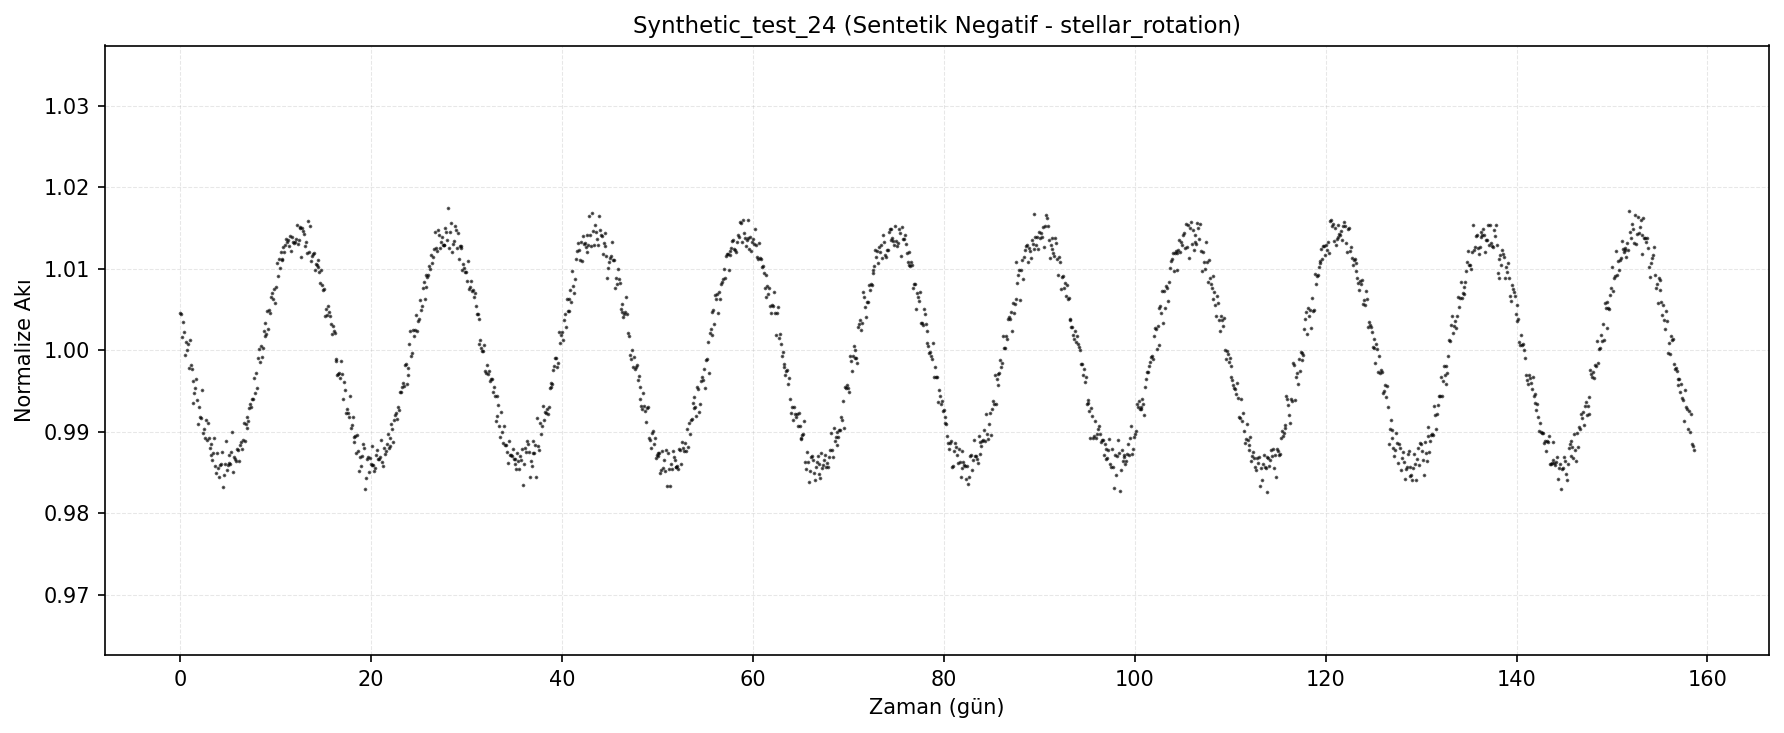 Synthetic_test_24 (Sentetik Negatif - stellar_rotation)
Normalize Akı
1.03
1.02
1.01
1.00
0.99
0.98
0.97
0 20 40 60 80 100 120 140 160
Zaman (gün)